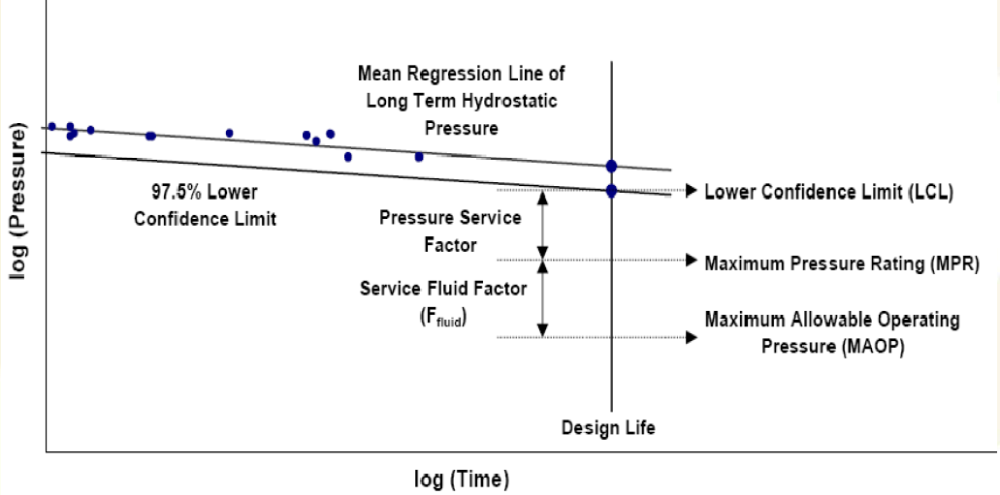 Mean Regression Line of
Long Term Hydrostatic
Pressure
log (Pressure)
97.5% Lower
Confidence Limit
Lower Confidence Limit (LCL)
Pressure Service
Factor
Maximum Pressure Rating (MPR)
Service Fluid Factor
(Ffluid)
Maximum Allowable Operating
Pressure (MAOP)
Design Life
log (Time)